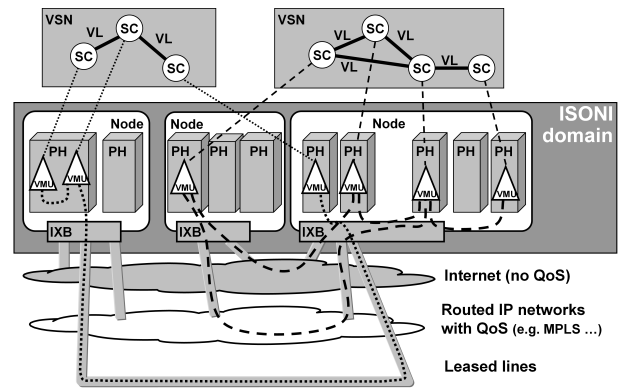 VSN
SC
VL
VL
SC
SC
VSN
SC
VL
VL
SC
VL
SC
VL
SC
ISONI
domain
Node
Node
Node
PH
PH
PH
PH
PH
PH
PH
PH
PH
PH
VMU
VMU
VMU
VMU
VMU
VMU
VMU
IXB
IXB
IXB
Internet (no QoS)
Routed IP networks
with QoS (e.g. MPLS ...)
Leased lines